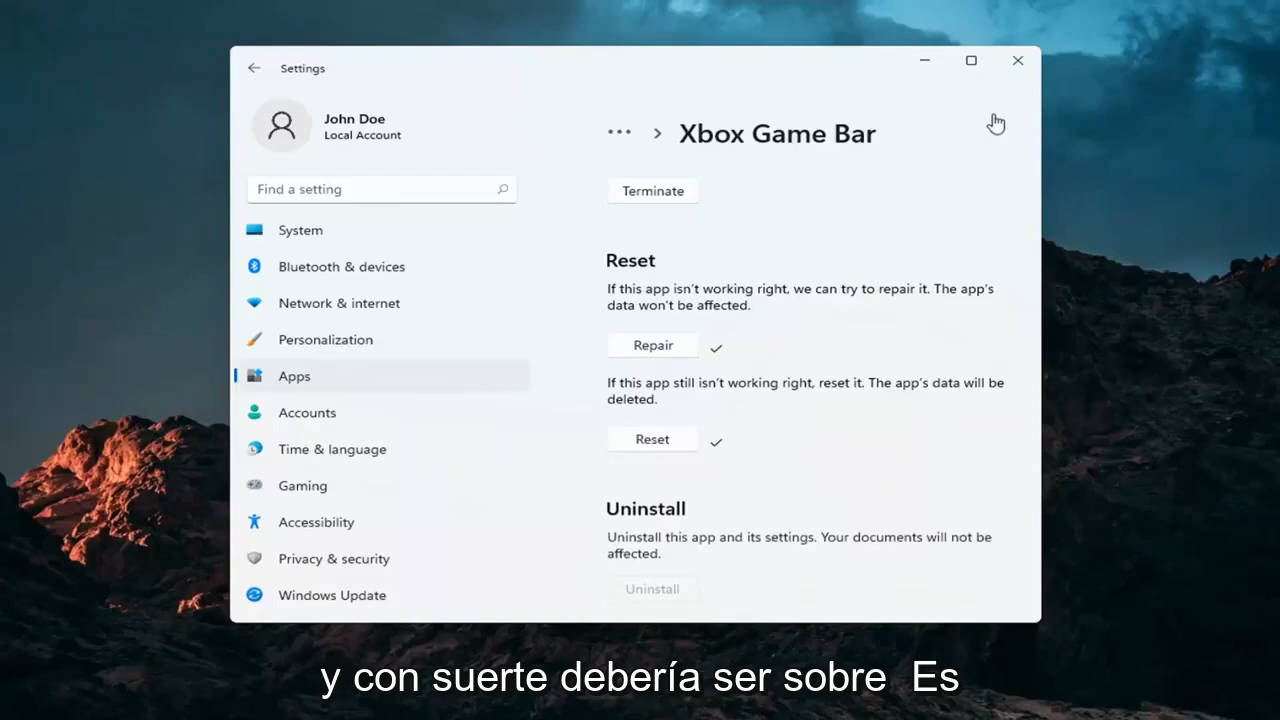 Settings
John Doe
Local Account
Find a setting
System
Bluetooth & devices
Network & internet
Personalization
Apps
Accounts
Time & language
Gaming
Accessibility
Privacy & security
Windows Update
••• > Xbox Game Bar
Terminate
Reset
If this app isn't working right, we can try to repair it. The app's
data won't be affected.
Repair
If this app still isn't working right, reset it. The app's data will be
deleted.
Reset
Uninstall
Uninstall this app and its settings. Your documents will not be
affected.
Uninstall
y con suerte debería ser sobre Es